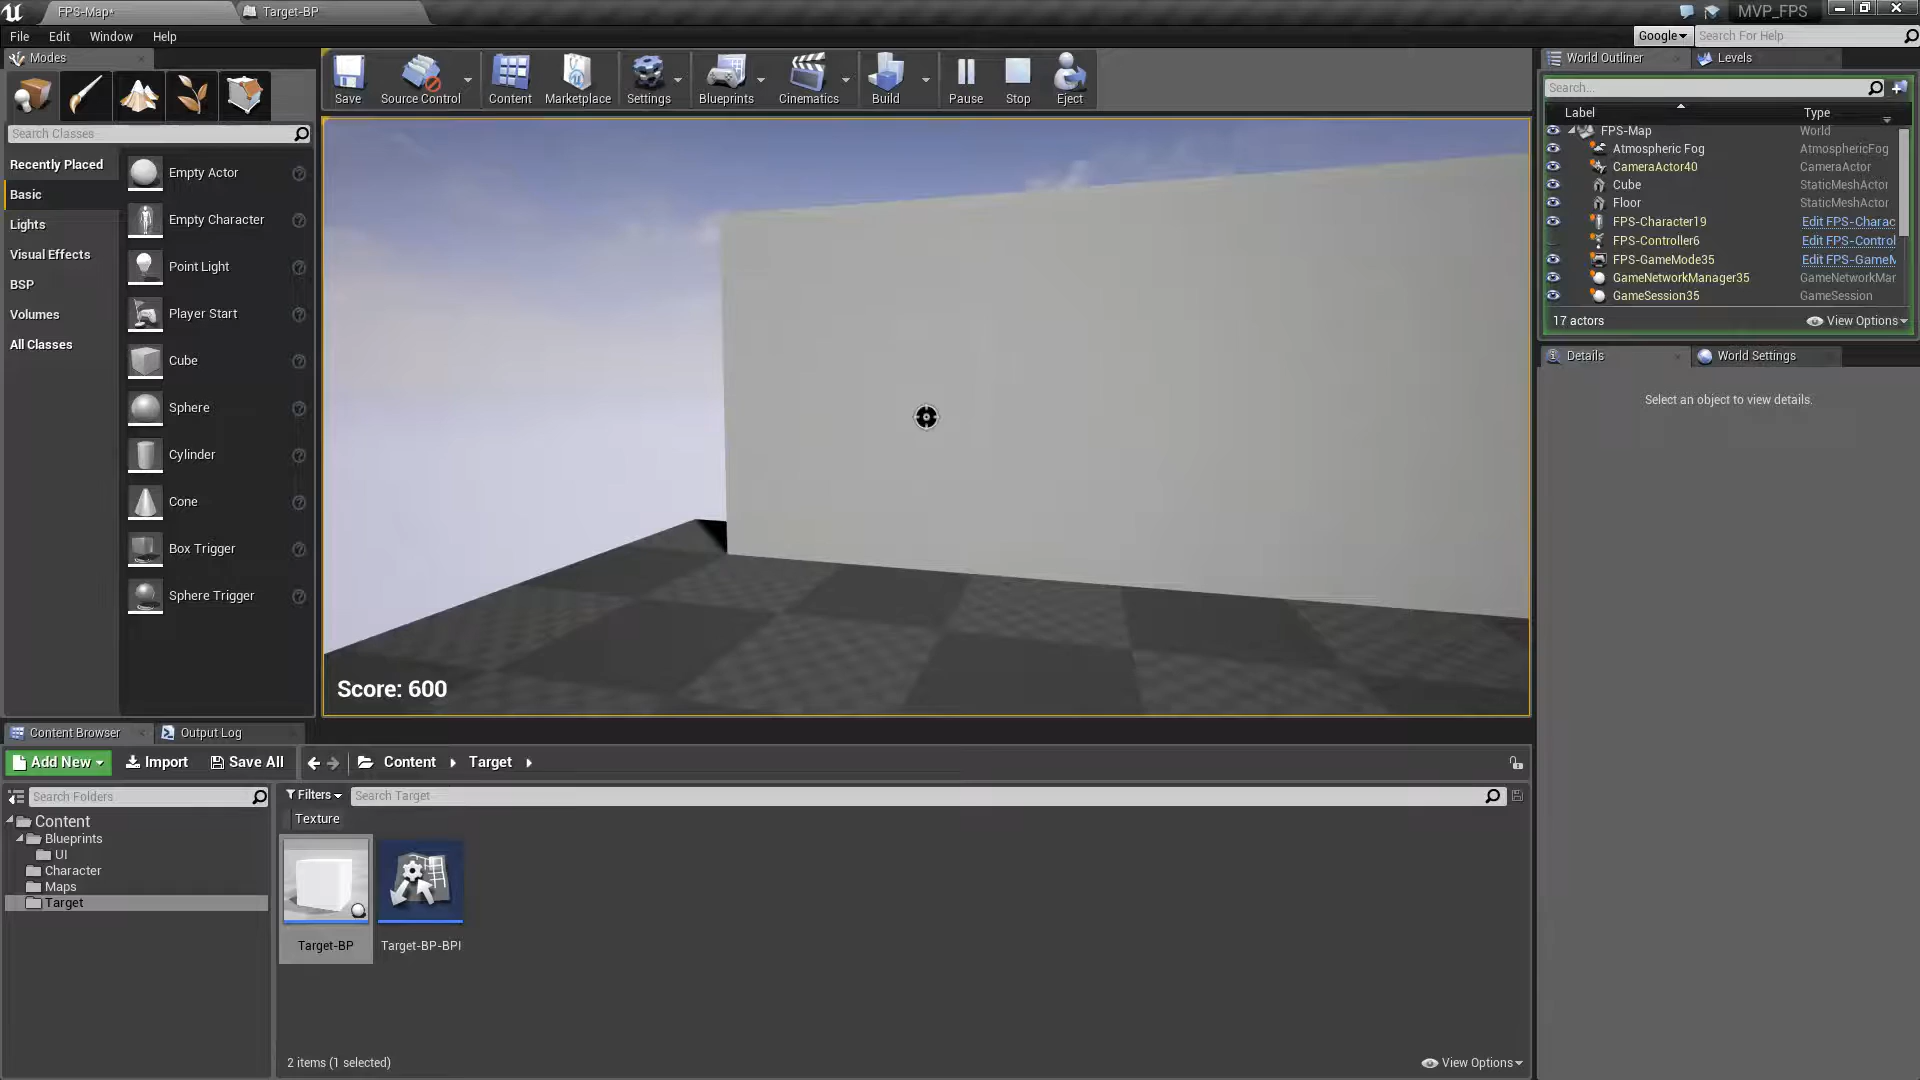 FPS-Map*
Target-BP
MVP_FPS
File Edit Window Help
Google
Search For Help
Modes
Search Classes
Recently Placed
Basic
Lights
Visual Effects
BSP
Volumes
All Classes
Empty Actor
Empty Character
Point Light
Player Start
Cube
Sphere
Cylinder
Cone
Box Trigger
Sphere Trigger
Save
Source Control
Content
Marketplace
Settings
Blueprints
Cinematics
Build
Pause
Stop
Eject
Score: 600
World Outliner
Levels
Search...
Label Type
FPS-Map World
Atmospheric Fog AtmosphericFog
CameraActor40 CameraActor
Cube StaticMeshActor
Floor StaticMeshActor
FPS-Character19 Edit FPS-Charac
FPS-Controller6 Edit FPS-Control
FPS-GameMode35 Edit FPS-GameM
GameNetworkManager35 GameNetworkMar
GameSession35 GameSession
17 actors
View Options
Details
World Settings
Select an object to view details.
Content Browser
Output Log
Add New
Import
Save All
Content
Target
Search Folders
Content
Blueprints
UI
Character
Maps
Target
Filters
Search Target
Texture
Target-BP
Target-BP-BPI
2 items (1 selected)
View Options